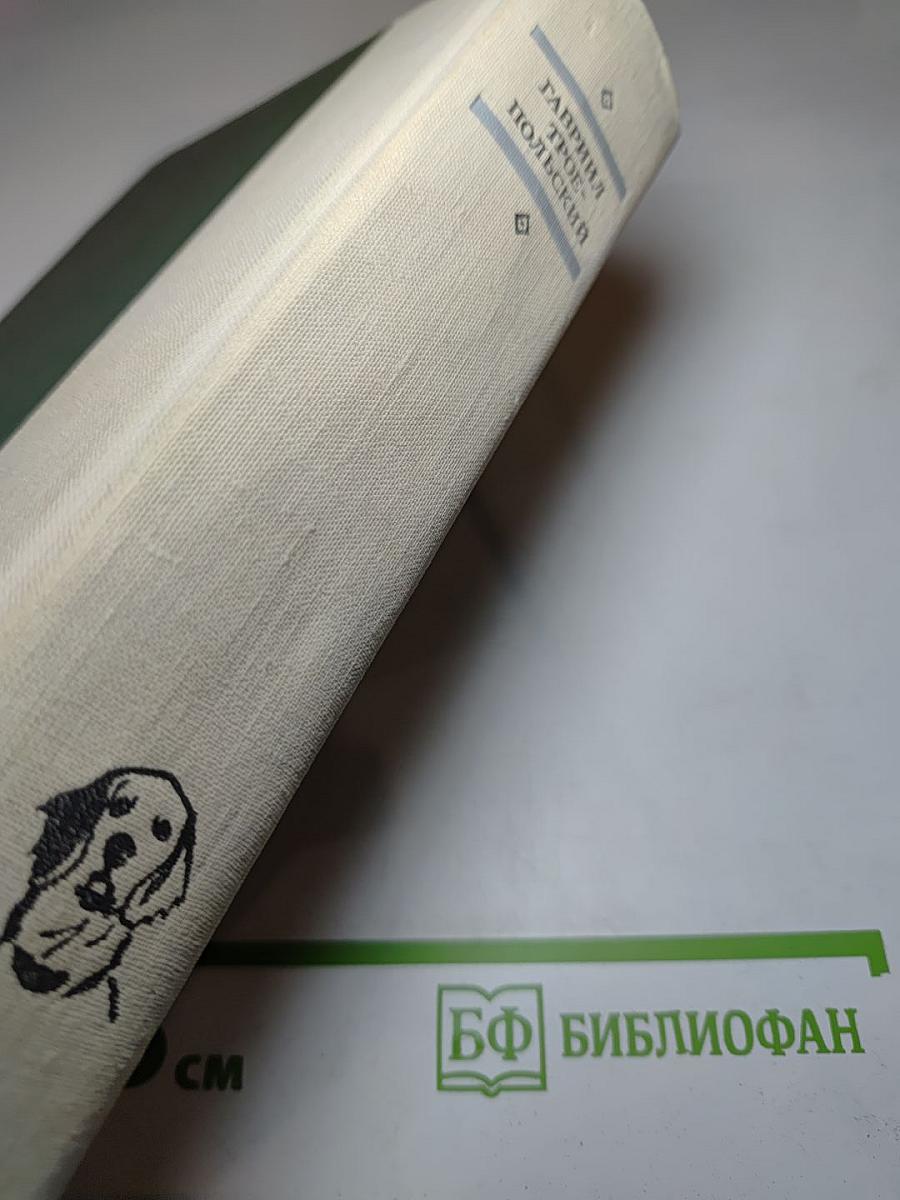 ГАВРИИЛ
ТРОЕ-
ПОЛЬСКИЙ
см
БФ БИБЛИОФАН